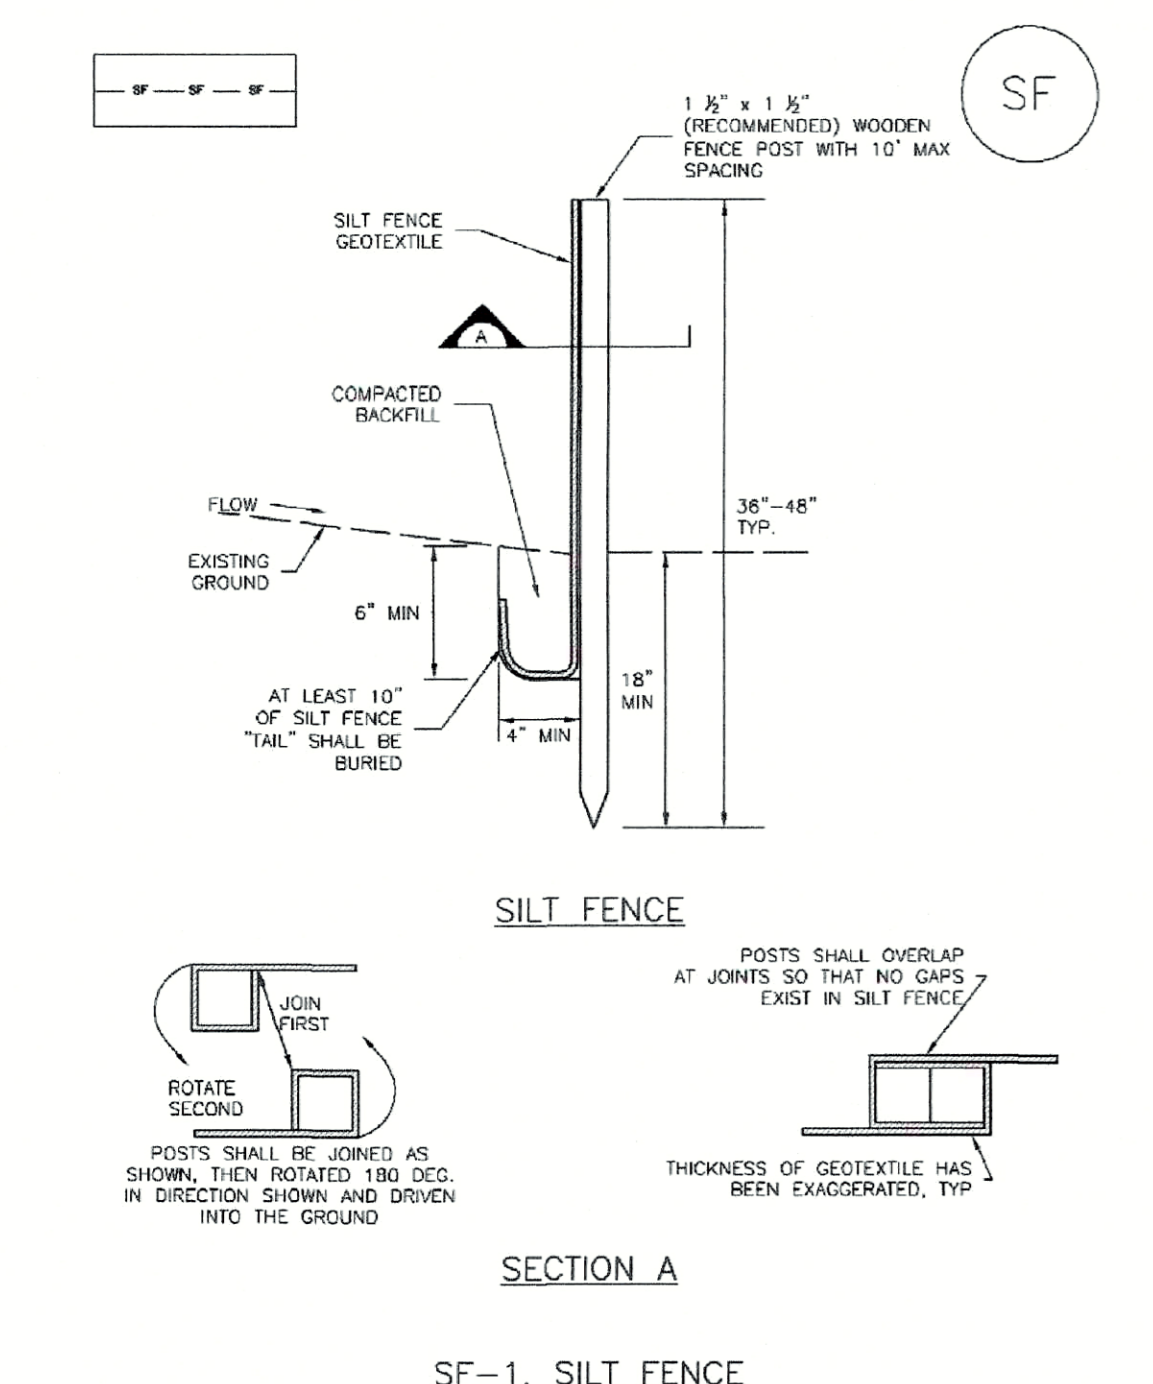 SF SF SF
SF
1 ½" x 1 ½"
(RECOMMENDED) WOODEN
FENCE POST WITH 10' MAX
SPACING
SILT FENCE
GEOTEXTILE
A
COMPACTED
BACKFILL
FLOW
36"-48"
TYP.
EXISTING
GROUND
6" MIN
18"
MIN
AT LEAST 10"
OF SILT FENCE
"TAIL" SHALL BE
BURIED
4" MIN
SILT FENCE
POSTS SHALL OVERLAP
AT JOINTS SO THAT NO GAPS
EXIST IN SILT FENCE
JOIN
FIRST
ROTATE
SECOND
POSTS SHALL BE JOINED AS
SHOWN, THEN ROTATED 180 DEG.
IN DIRECTION SHOWN AND DRIVEN
INTO THE GROUND
THICKNESS OF GEOTEXTILE HAS
BEEN EXAGGERATED, TYP
SECTION A
SF-1. SILT FENCE